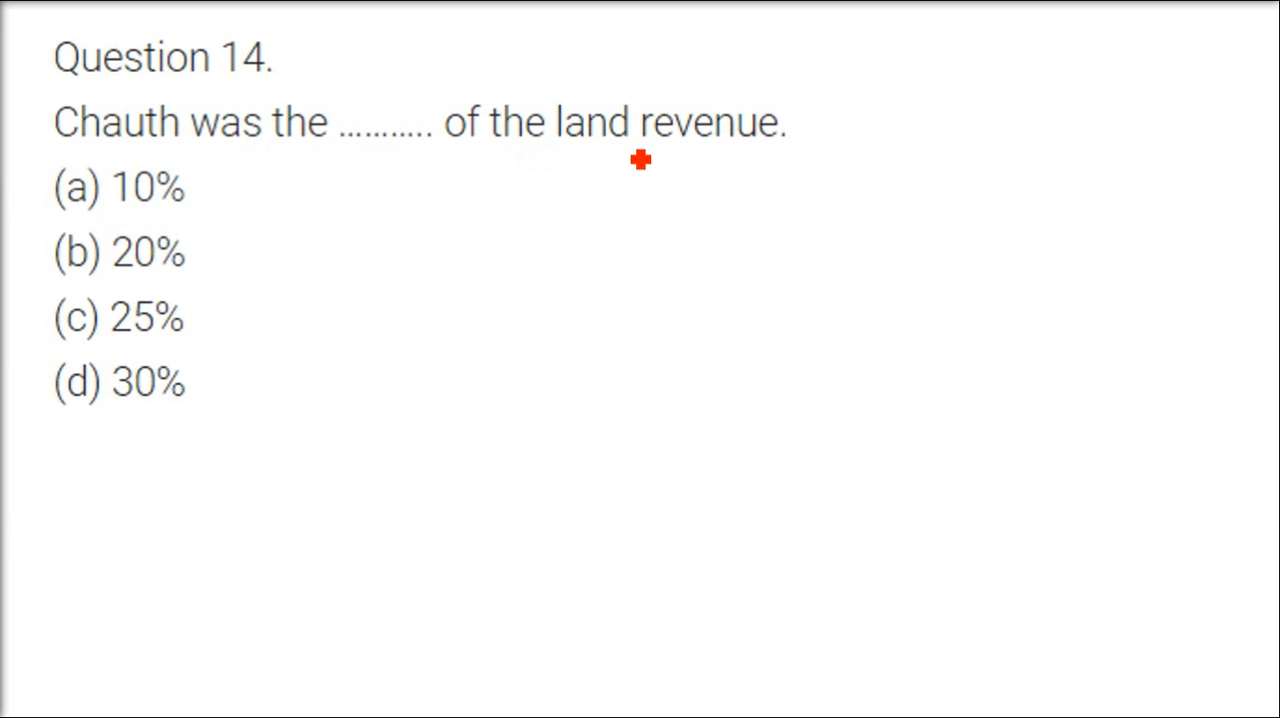 Question 14.
Chauth was the ……….. of the land revenue.
(a) 10%
(b) 20%
(c) 25%
(d) 30%